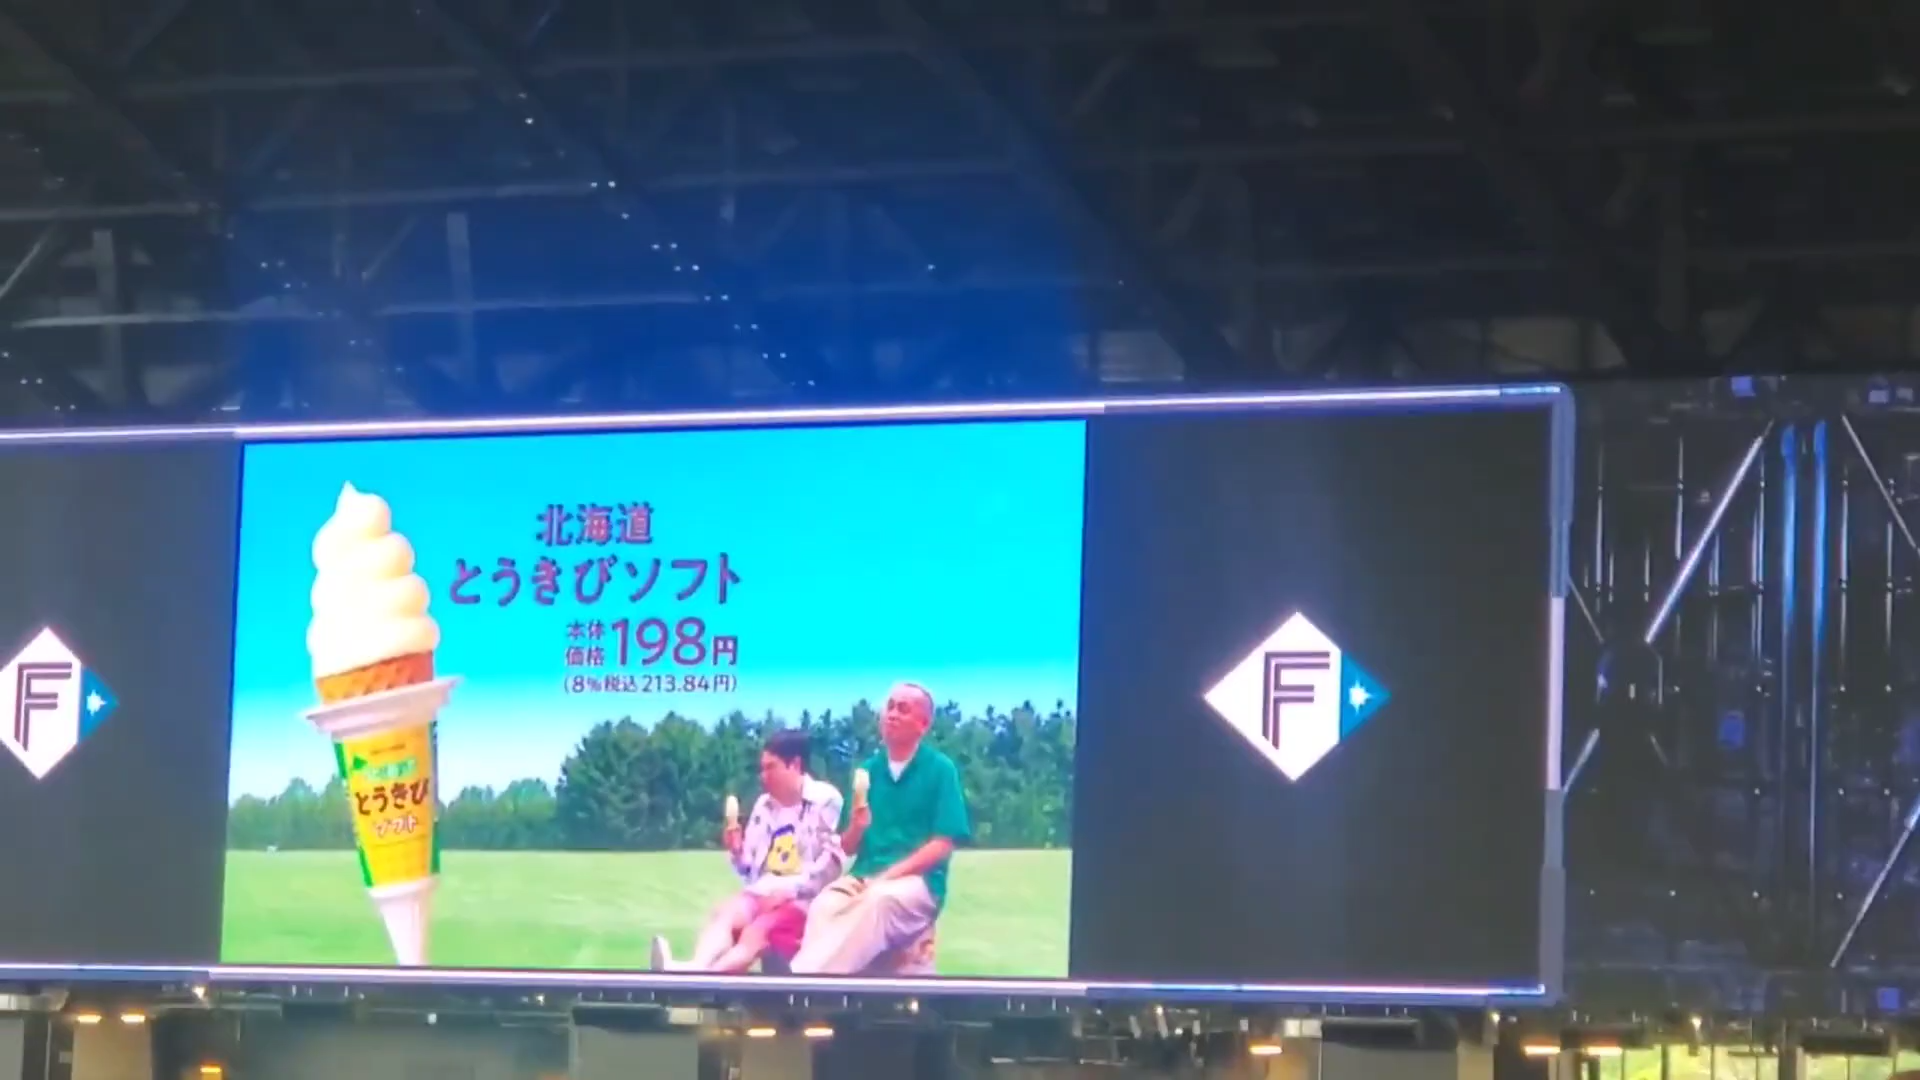 北海道
とうきびソフト
本体
価格 198円
(8%税込213.84円)
とうきび
ソフト
F
F